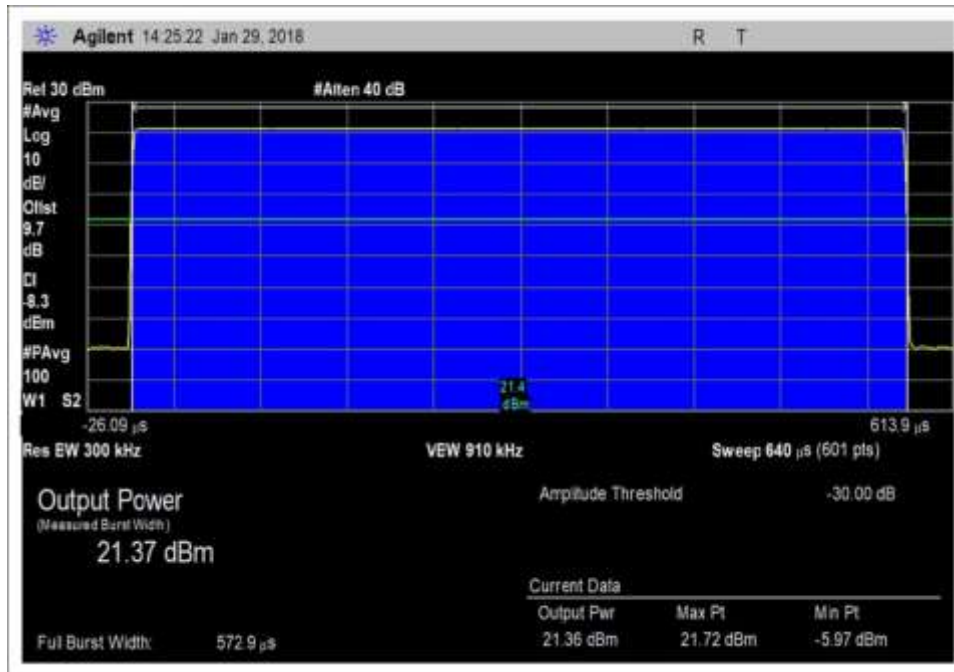 Agilent 14:25:22 Jan 29, 2018 R T
Ref 30 dBm #Atten 40 dB
#Avg
Log
10
dB/
Offst
9.7
dB
DI
-8.3
dBm
#PAvg
100
W1 S2
21.4
dBm
-26.09 µs 613.9 µs
Res BW 300 kHz VBW 910 kHz Sweep 640 µs (601 pts)
Output Power
(Measured Burst Width)
21.37 dBm
Amplitude Threshold -30.00 dB
Current Data
Output Pwr Max Pt Min Pt
21.36 dBm 21.72 dBm -5.97 dBm
Full Burst Width: 572.9 µs